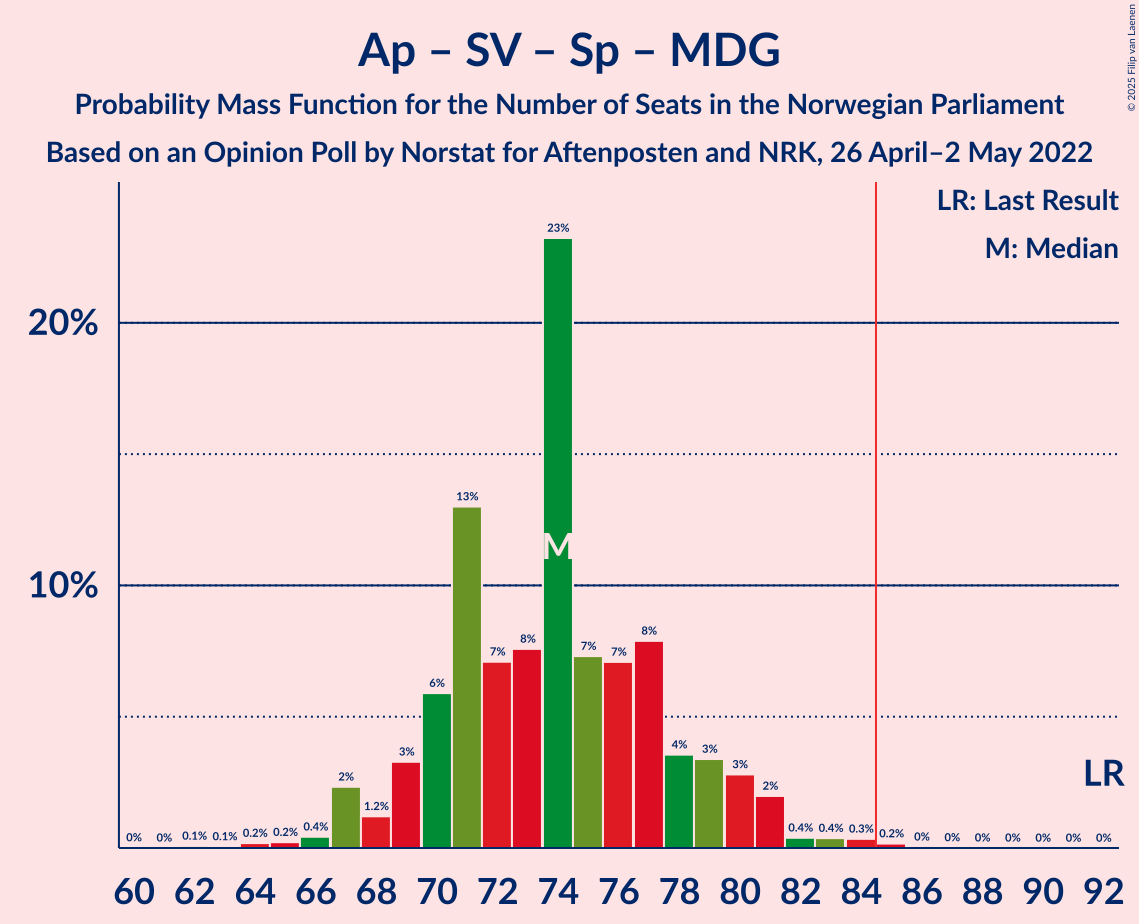 © 2025 Filip van Laenen
Ap – SV – Sp – MDG
Probability Mass Function for the Number of Seats in the Norwegian Parliament
Based on an Opinion Poll by Norstat for Aftenposten and NRK, 26 April–2 May 2022
LR: Last Result
M: Median
20%
10%
0% 0% 0.1% 0.1% 0.2% 0.2% 0.4% 2% 1.2% 3% 6% 13% 7% 8% 23% 7% 7% 8% 4% 3% 3% 2% 0.4% 0.4% 0.3% 0.2% 0% 0% 0% 0% 0% 0% 0%
M
LR
60 62 64 66 68 70 72 74 76 78 80 82 84 86 88 90 92